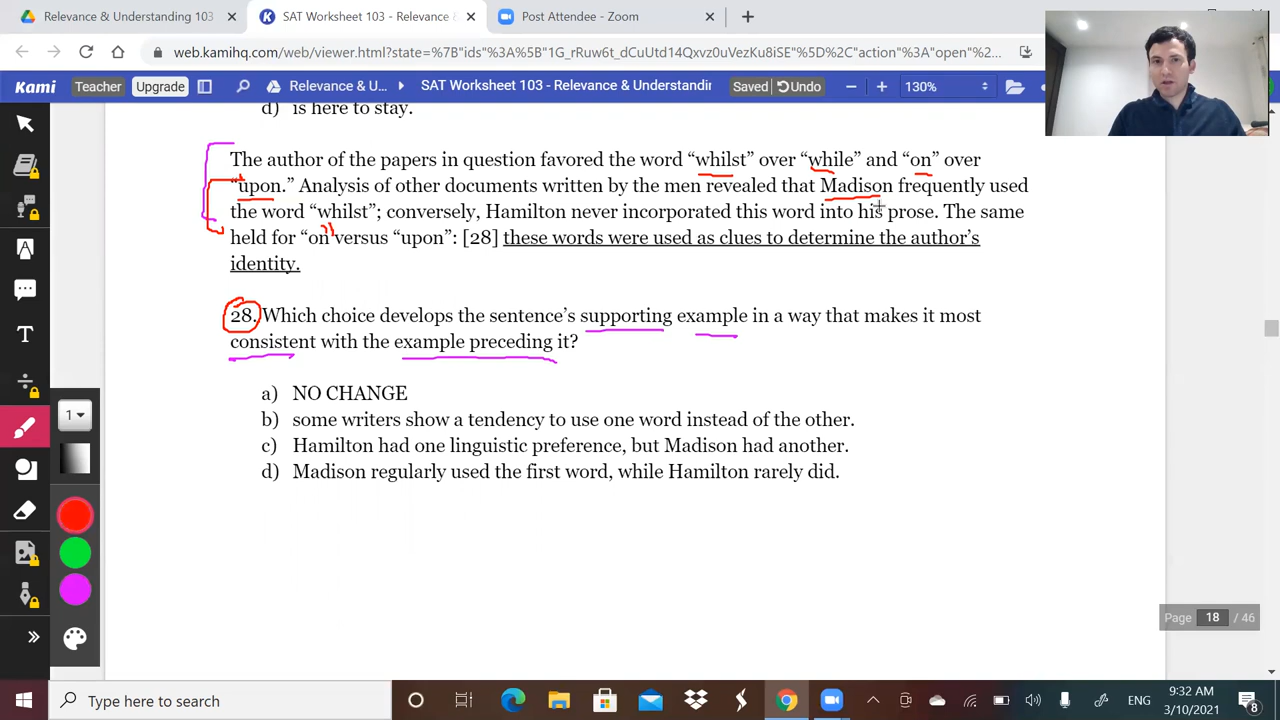 Relevance & Understanding 103
SAT Worksheet 103 - Relevance &
Post Attendee - Zoom
web.kamihq.com/web/viewer.html?state=%7B"ids"%3A%5B"1G_rRuw6t_dCuUtd14Qxvz0uVezKu8iSE"%5D%2C"action"%3A"open"%2...
Kami
Teacher
Upgrade
Relevance & U...
SAT Worksheet 103 - Relevance & Understandin
Saved
Undo
130%
d) is here to stay.
The author of the papers in question favored the word “whilst” over “while” and “on” over
“upon.” Analysis of other documents written by the men revealed that Madison frequently used
the word “whilst”; conversely, Hamilton never incorporated this word into his prose. The same
held for “on” versus “upon”: [28] these words were used as clues to determine the author’s
identity.
28. Which choice develops the sentence’s supporting example in a way that makes it most
consistent with the example preceding it?
a) NO CHANGE
b) some writers show a tendency to use one word instead of the other.
c) Hamilton had one linguistic preference, but Madison had another.
d) Madison regularly used the first word, while Hamilton rarely did.
1
Page 18 / 46
Type here to search
ENG
9:32 AM
3/10/2021
8